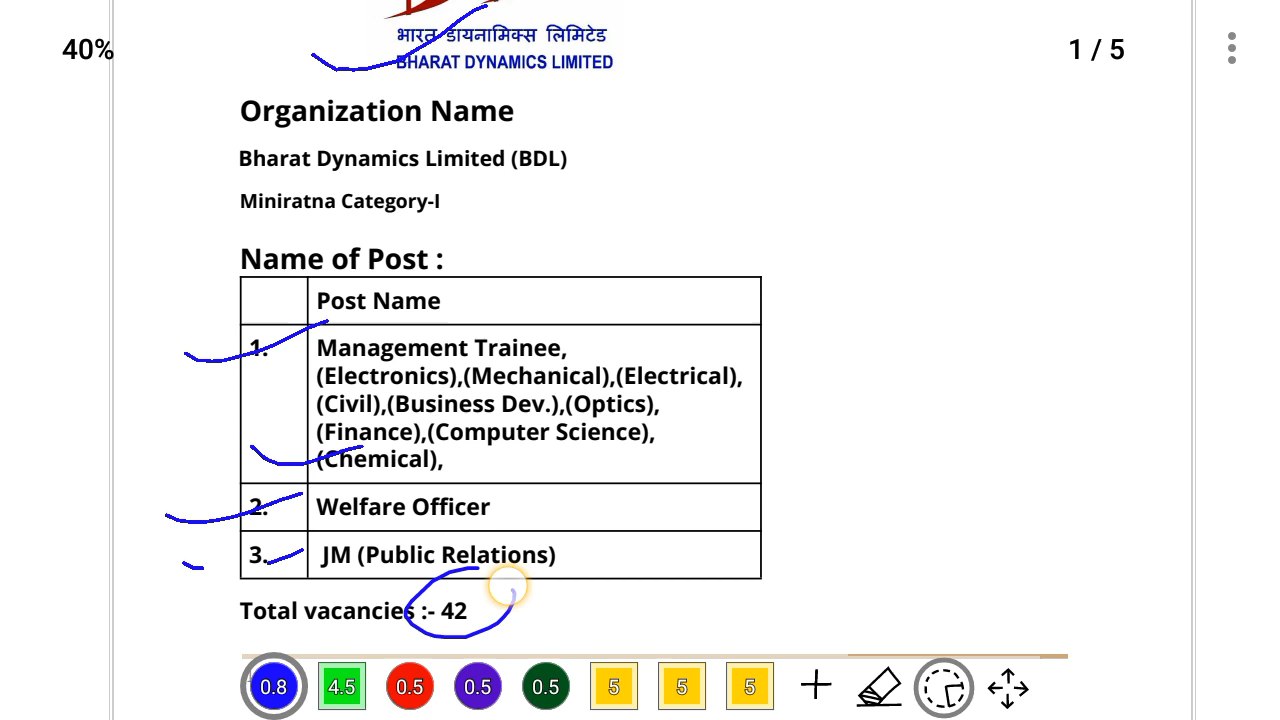 भारत डायनामिक्स लिमिटेड
BHARAT DYNAMICS LIMITED
40%
1 / 5
Organization Name
Bharat Dynamics Limited (BDL)
Miniratna Category-I
Name of Post :
Post Name
1. Management Trainee,
(Electronics),(Mechanical),(Electrical),
(Civil),(Business Dev.),(Optics),
(Finance),(Computer Science),
(Chemical),
2. Welfare Officer
3. JM (Public Relations)
Total vacancies :- 42
0.8 4.5 0.5 0.5 0.5 5 5 5